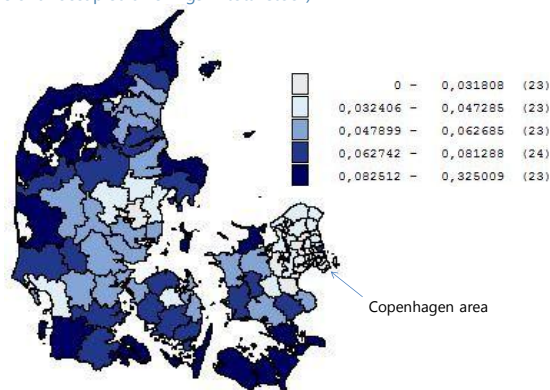 0 - 0,031808 (23)
0,032406 - 0,047285 (23)
0,047899 - 0,062685 (23)
0,062742 - 0,081288 (24)
0,082512 - 0,325009 (23)
Copenhagen area